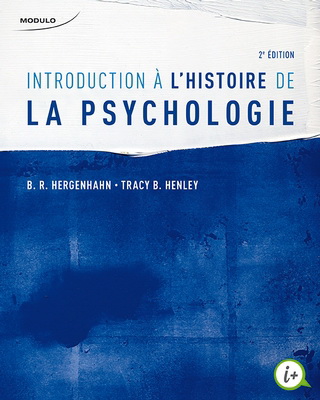 MODULO
2e ÉDITION
INTRODUCTION À L'HISTOIRE DE
LA PSYCHOLOGIE
B. R. HERGENHAHN • TRACY B. HENLEY
i+